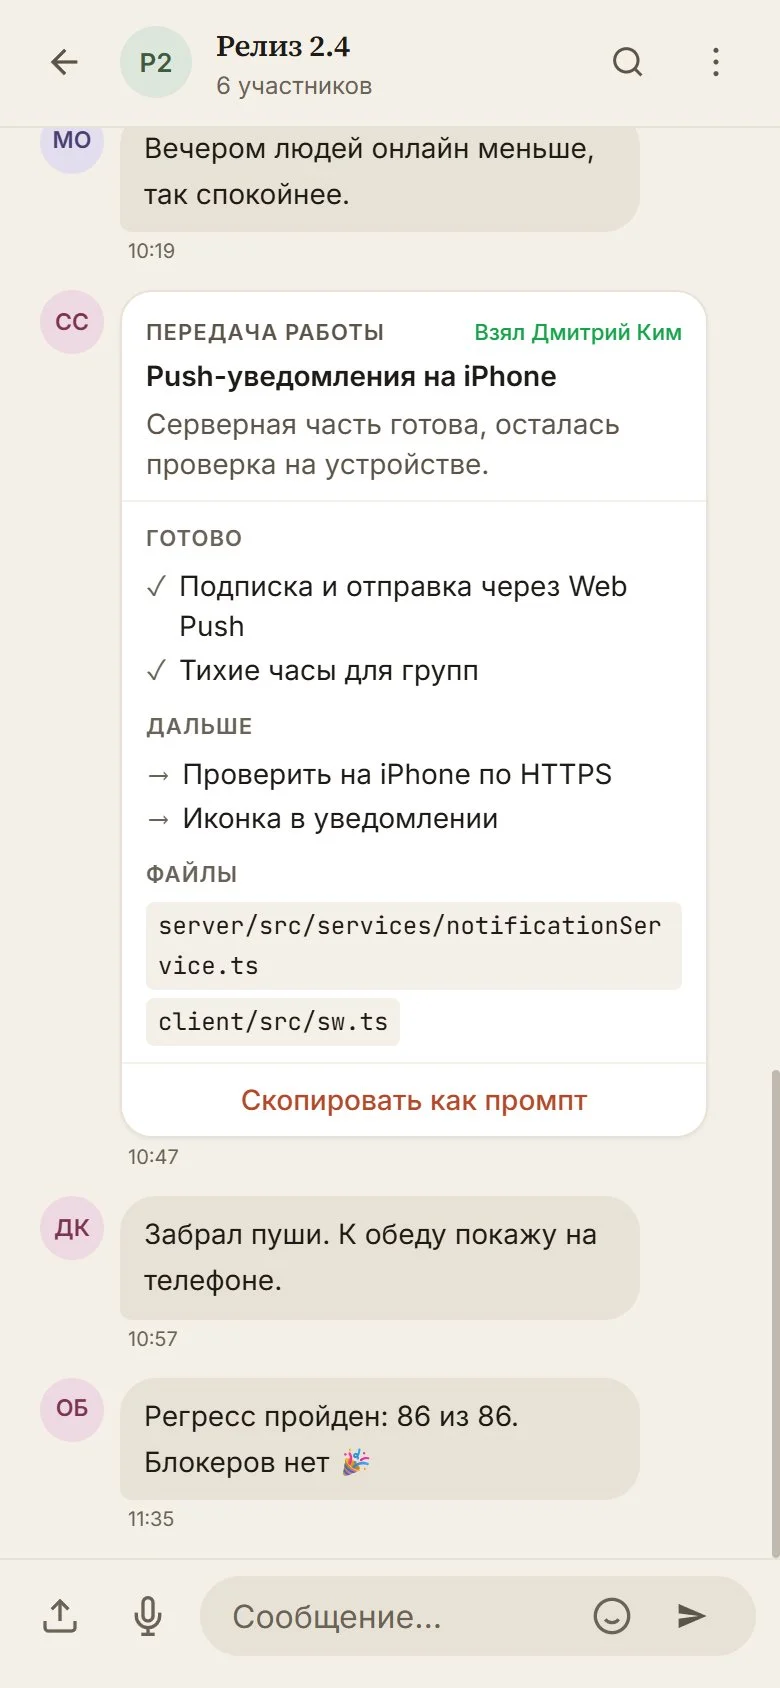 Р2
Релиз 2.4
6 участников
МО
Вечером людей онлайн меньше,
так спокойнее.
10:19
СС
ПЕРЕДАЧА РАБОТЫ
Взял Дмитрий Ким
Push-уведомления на iPhone
Серверная часть готова, осталась
проверка на устройстве.
ГОТОВО
✓ Подписка и отправка через Web
Push
✓ Тихие часы для групп
ДАЛЬШЕ
→ Проверить на iPhone по HTTPS
→ Иконка в уведомлении
ФАЙЛЫ
server/src/services/notificationSer
vice.ts
client/src/sw.ts
Скопировать как промпт
10:47
ДК
Забрал пуши. К обеду покажу на
телефоне.
10:57
ОБ
Регресс пройден: 86 из 86.
Блокеров нет 🎉
11:35
Сообщение...